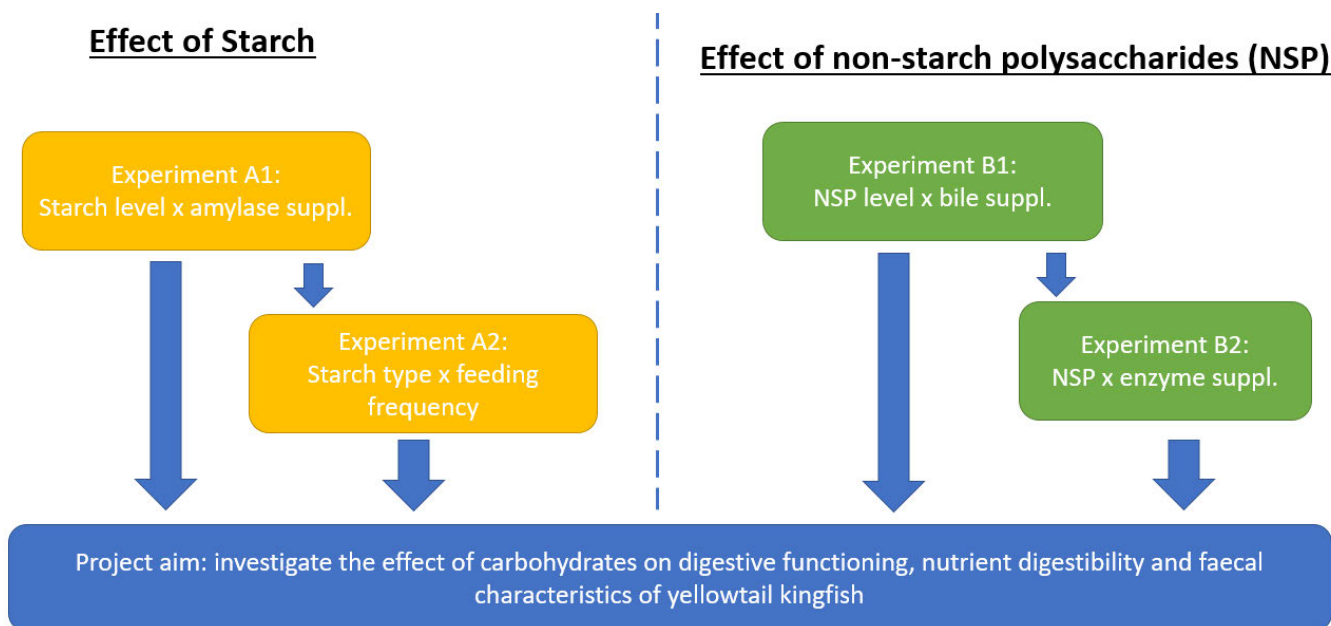 Effect of Starch
Experiment A1:
Starch level x amylase suppl.
Experiment A2:
Starch type x feeding
frequency
Effect of non-starch polysaccharides (NSP)
Experiment B1:
NSP level x bile suppl.
Experiment B2:
NSP x enzyme suppl.
Project aim: investigate the effect of carbohydrates on digestive functioning, nutrient digestibility and faecal
characteristics of yellowtail kingfish